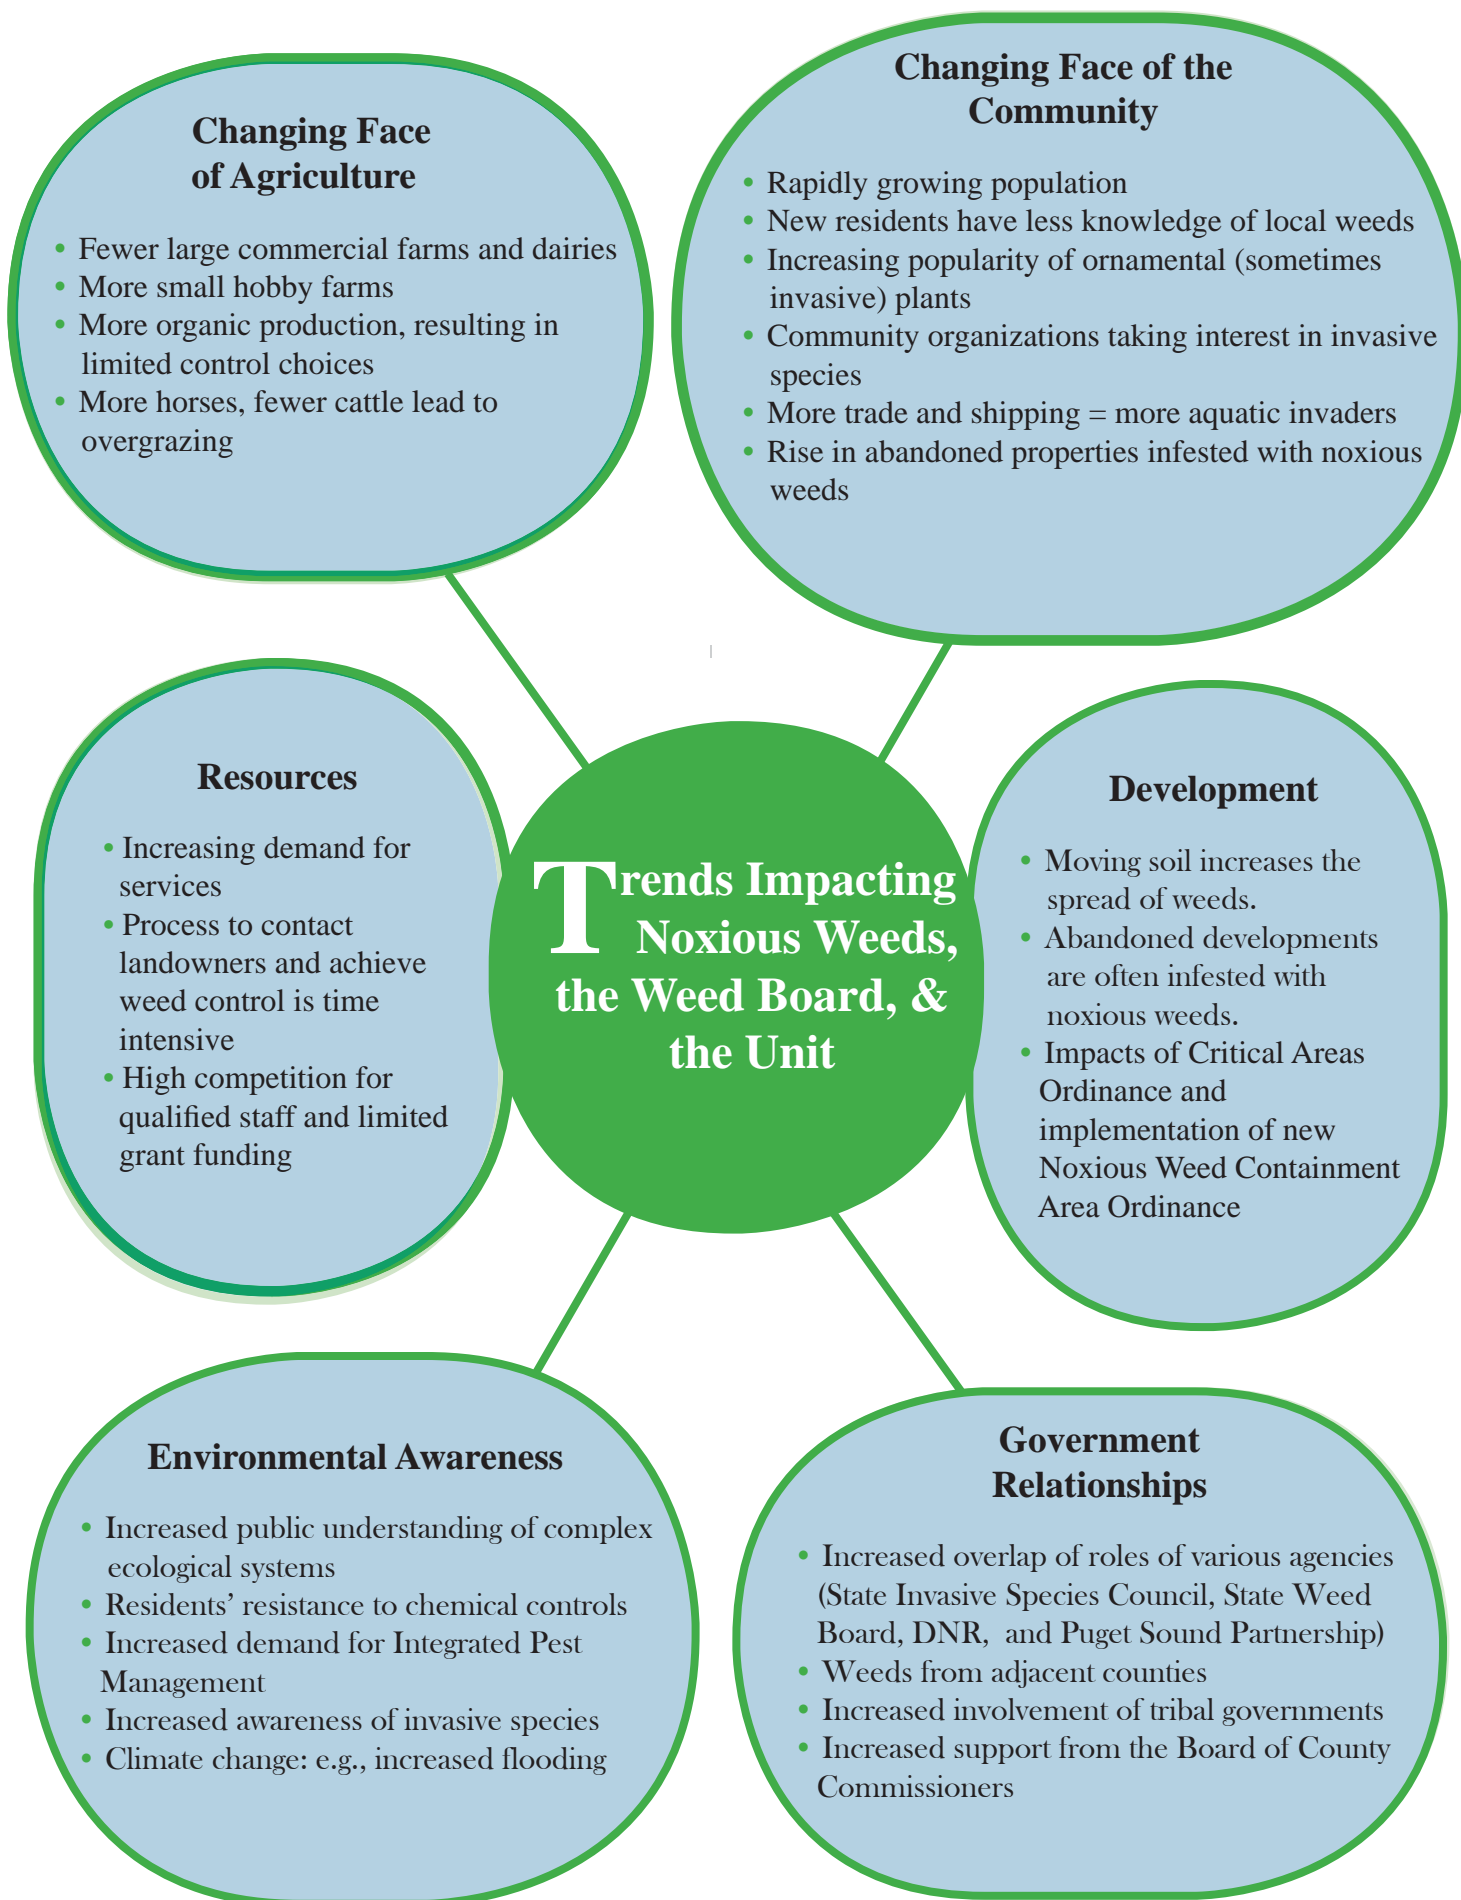 Changing Face
of Agriculture
• Fewer large commercial farms and dairies
• More small hobby farms
• More organic production, resulting in
limited control choices
• More horses, fewer cattle lead to
overgrazing
Changing Face of the
Community
• Rapidly growing population
• New residents have less knowledge of local weeds
• Increasing popularity of ornamental (sometimes
invasive) plants
• Community organizations taking interest in invasive
species
• More trade and shipping = more aquatic invaders
• Rise in abandoned properties infested with noxious
weeds
Resources
• Increasing demand for
services
• Process to contact
landowners and achieve
weed control is time
intensive
• High competition for
qualified staff and limited
grant funding
Trends Impacting
Noxious Weeds,
the Weed Board, &
the Unit
Development
• Moving soil increases the
spread of weeds.
• Abandoned developments
are often infested with
noxious weeds.
• Impacts of Critical Areas
Ordinance and
implementation of new
Noxious Weed Containment
Area Ordinance
Environmental Awareness
• Increased public understanding of complex
ecological systems
• Residents’ resistance to chemical controls
• Increased demand for Integrated Pest
Management
• Increased awareness of invasive species
• Climate change: e.g., increased flooding
Government
Relationships
• Increased overlap of roles of various agencies
(State Invasive Species Council, State Weed
Board, DNR, and Puget Sound Partnership)
• Weeds from adjacent counties
• Increased involvement of tribal governments
• Increased support from the Board of County
Commissioners